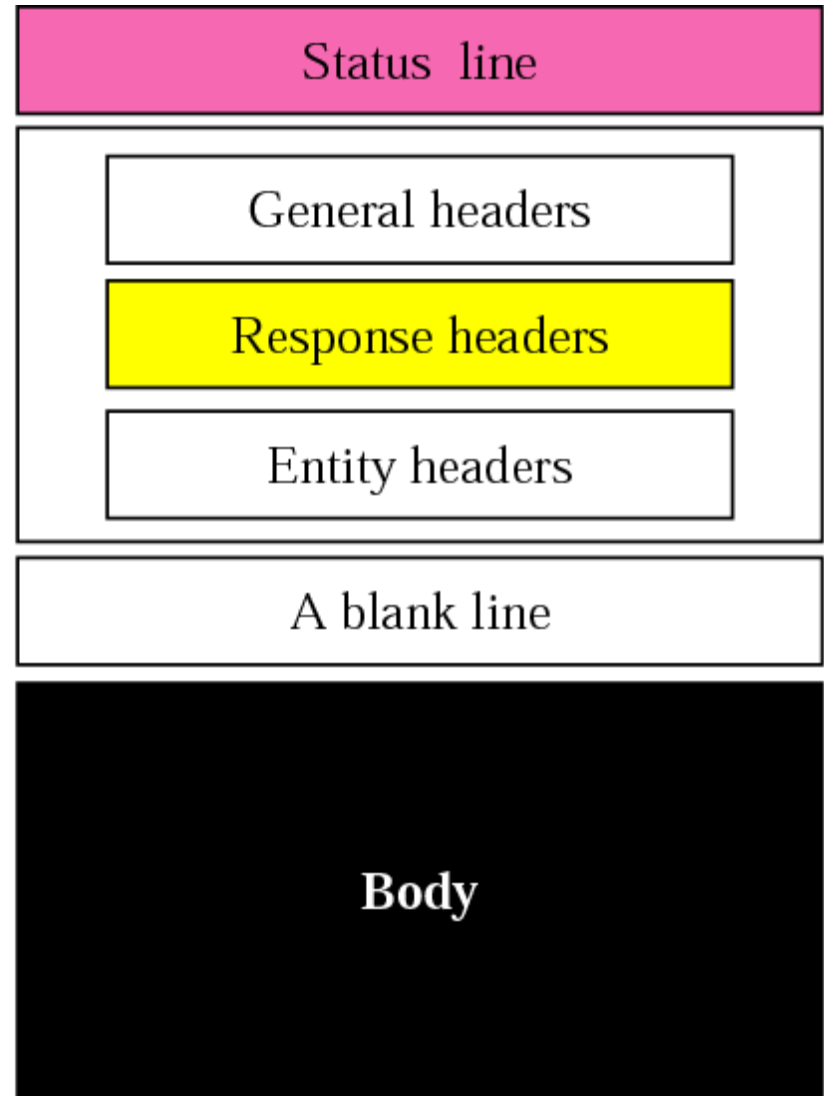 Status line
General headers
Response headers
Entity headers
A blank line
Body